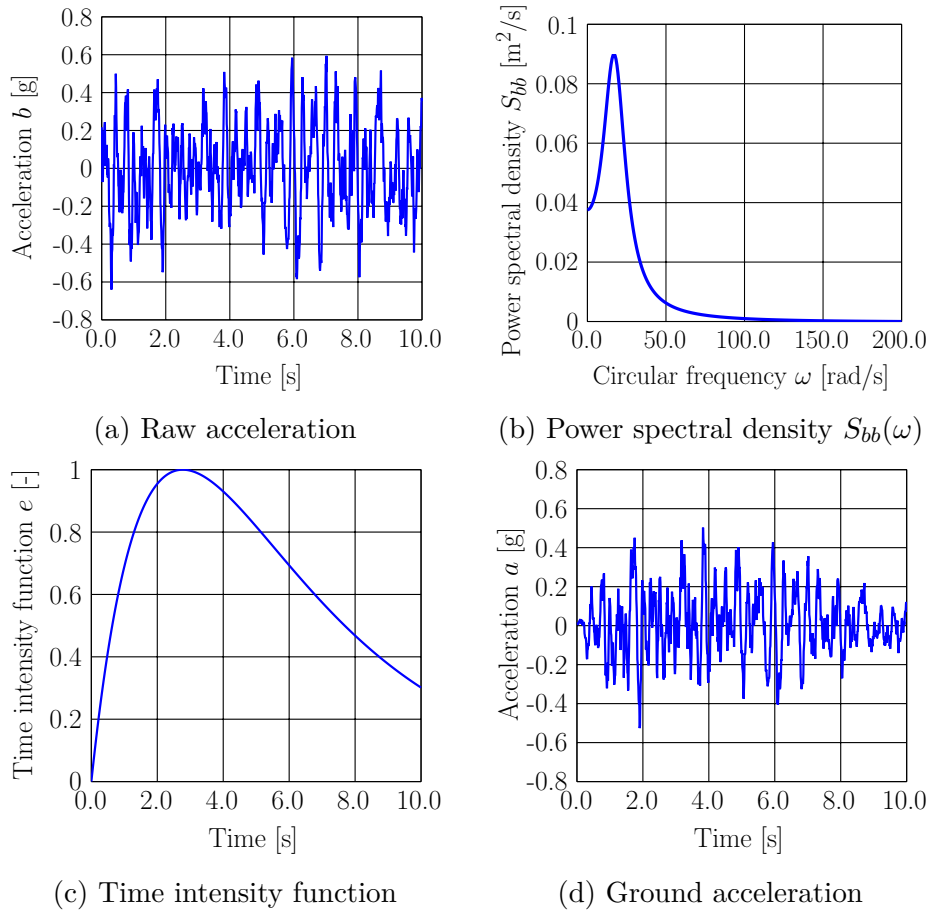 Acceleration b [g]
0.8
0.6
0.4
0.2
0
-0.2
-0.4
-0.6
-0.8
0.0 2.0 4.0 6.0 8.0 10.0
Time [s]
(a) Raw acceleration
Power spectral density S_bb [m²/s]
0.1
0.08
0.06
0.04
0.02
0
0.0 50.0 100.0 150.0 200.0
Circular frequency ω [rad/s]
(b) Power spectral density S_bb(ω)
Time intensity function e [-]
1
0.8
0.6
0.4
0.2
0
0.0 2.0 4.0 6.0 8.0 10.0
Time [s]
(c) Time intensity function
Acceleration a [g]
0.8
0.6
0.4
0.2
0
-0.2
-0.4
-0.6
-0.8
0.0 2.0 4.0 6.0 8.0 10.0
Time [s]
(d) Ground acceleration